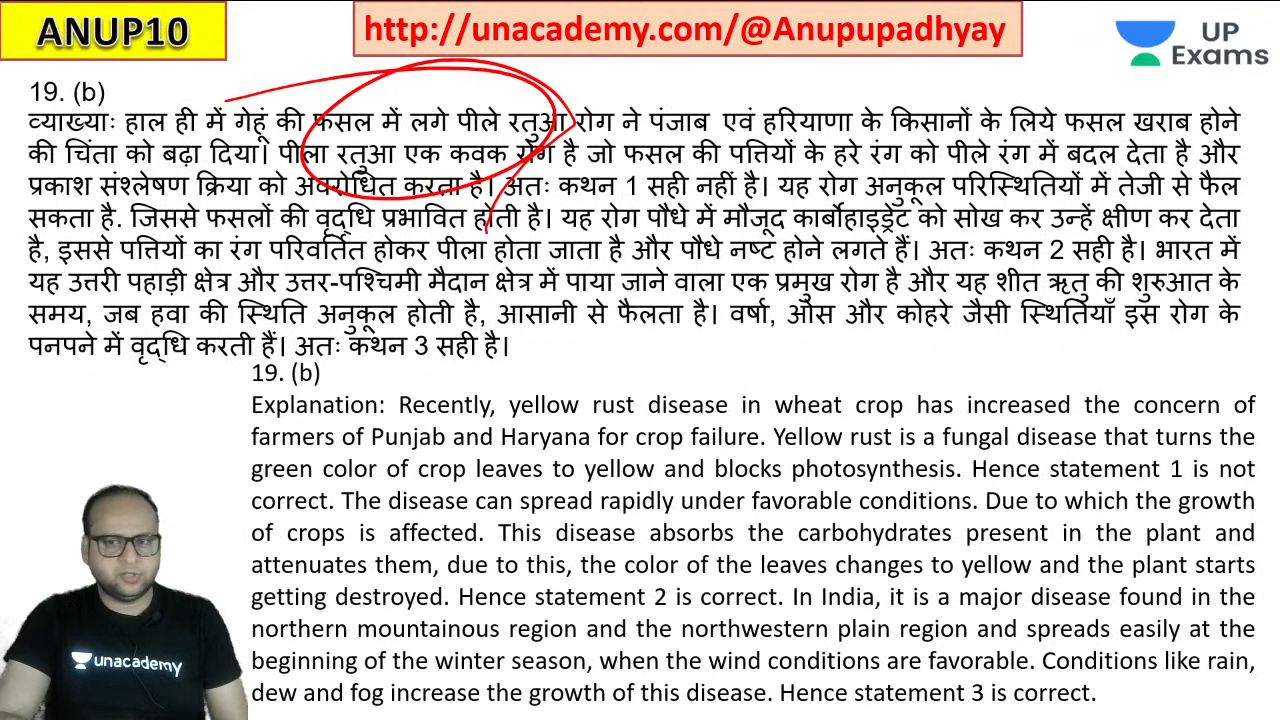 ANUP10
http://unacademy.com/@Anupupadhyay
UP
Exams
19. (b)
व्याख्याः हाल ही में गेहूं की फसल में लगे पीले रतुआ रोग ने पंजाब एवं हरियाणा के किसानों के लिये फसल खराब होने
की चिंता को बढ़ा दिया। पीला रतुआ एक कवक रोग है जो फसल की पत्तियों के हरे रंग को पीले रंग में बदल देता है और
प्रकाश संश्लेषण क्रिया को अवरोधित करता है। अतः कथन 1 सही नहीं है। यह रोग अनुकूल परिस्थितियों में तेजी से फैल
सकता है. जिससे फसलों की वृद्धि प्रभावित होती है। यह रोग पौधे में मौजूद कार्बोहाइड्रेट को सोख कर उन्हें क्षीण कर देता
है, इससे पत्तियों का रंग परिवर्तित होकर पीला होता जाता है और पौधे नष्ट होने लगते हैं। अतः कथन 2 सही है। भारत में
यह उत्तरी पहाड़ी क्षेत्र और उत्तर-पश्चिमी मैदान क्षेत्र में पाया जाने वाला एक प्रमुख रोग है और यह शीत ऋतु की शुरुआत के
समय, जब हवा की स्थिति अनुकूल होती है, आसानी से फैलता है। वर्षा, ओस और कोहरे जैसी स्थितियाँ इस रोग के
पनपने में वृद्धि करती हैं। अतः कथन 3 सही है।
19. (b)
Explanation: Recently, yellow rust disease in wheat crop has increased the concern of
farmers of Punjab and Haryana for crop failure. Yellow rust is a fungal disease that turns the
green color of crop leaves to yellow and blocks photosynthesis. Hence statement 1 is not
correct. The disease can spread rapidly under favorable conditions. Due to which the growth
of crops is affected. This disease absorbs the carbohydrates present in the plant and
attenuates them, due to this, the color of the leaves changes to yellow and the plant starts
getting destroyed. Hence statement 2 is correct. In India, it is a major disease found in the
northern mountainous region and the northwestern plain region and spreads easily at the
beginning of the winter season, when the wind conditions are favorable. Conditions like rain,
dew and fog increase the growth of this disease. Hence statement 3 is correct.
unacademy